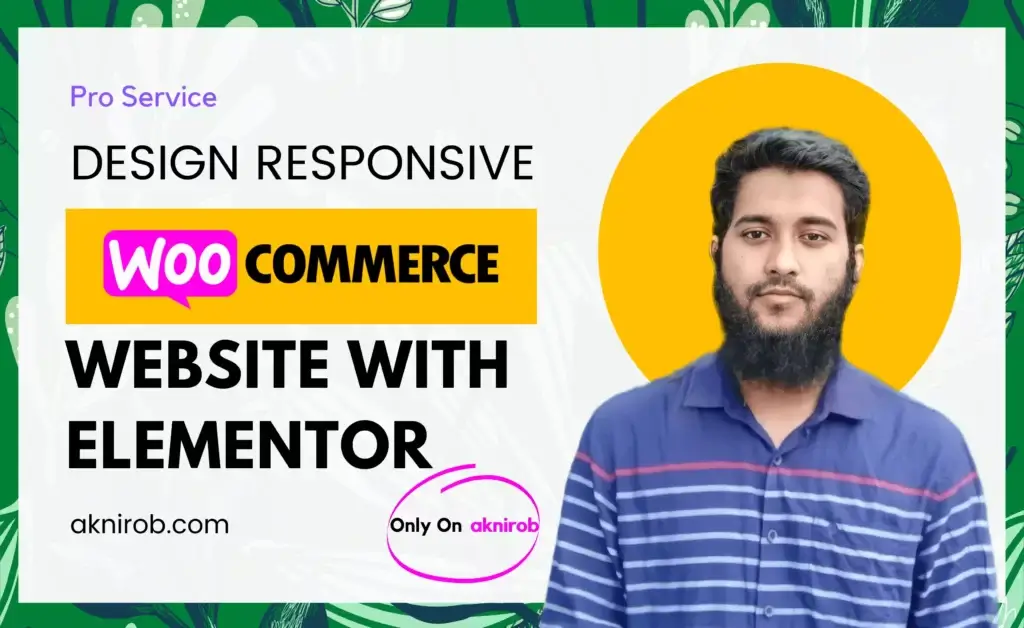 Pro Service
DESIGN RESPONSIVE
WOO COMMERCE
WEBSITE WITH
ELEMENTOR
aknirob.com
Only On aknirob